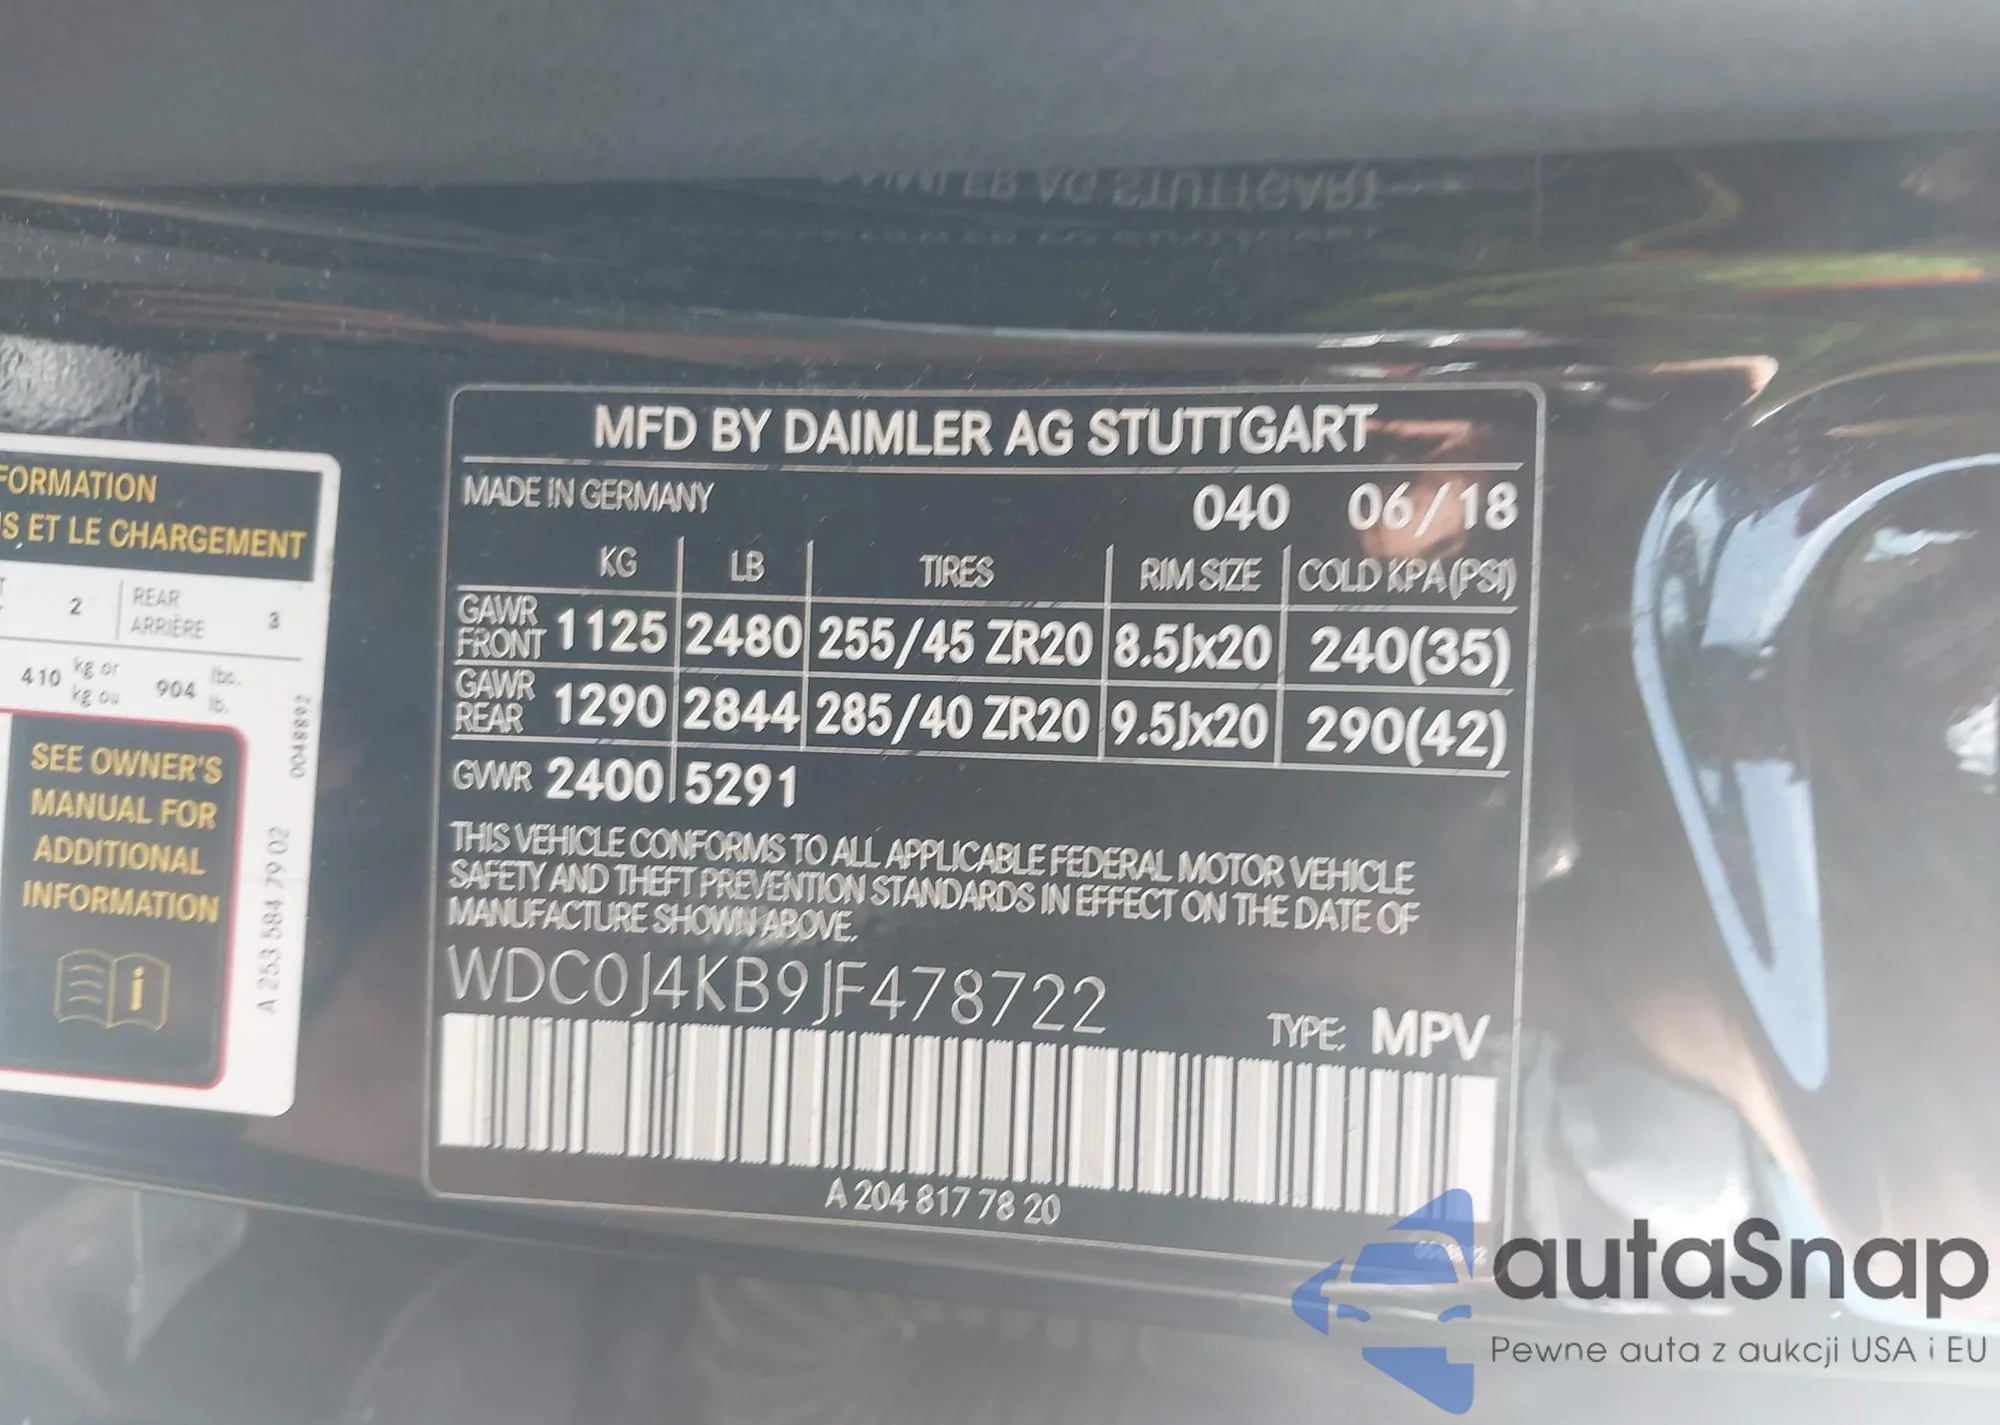 FORMATION
S ET LE CHARGEMENT
2 REAR ARRIÈRE 3
410 kg or kg ou 904 lbs. lb.
SEE OWNER'S
MANUAL FOR
ADDITIONAL
INFORMATION
i
A 253 584 79 02
0048892
MFD BY DAIMLER AG STUTTGART
MADE IN GERMANY 040 06/18
KG LB TIRES RIM SIZE COLD KPA (PSI)
GAWR FRONT 1125 2480 255/45 ZR20 8.5Jx20 240(35)
GAWR REAR 1290 2844 285/40 ZR20 9.5Jx20 290(42)
GVWR 2400 5291
THIS VEHICLE CONFORMS TO ALL APPLICABLE FEDERAL MOTOR VEHICLE
SAFETY AND THEFT PREVENTION STANDARDS IN EFFECT ON THE DATE OF
MANUFACTURE SHOWN ABOVE.
WDC0J4KB9JF478722
TYPE: MPV
A 204 817 78 20
autaSnap
Pewne auta z aukcji USA i EU